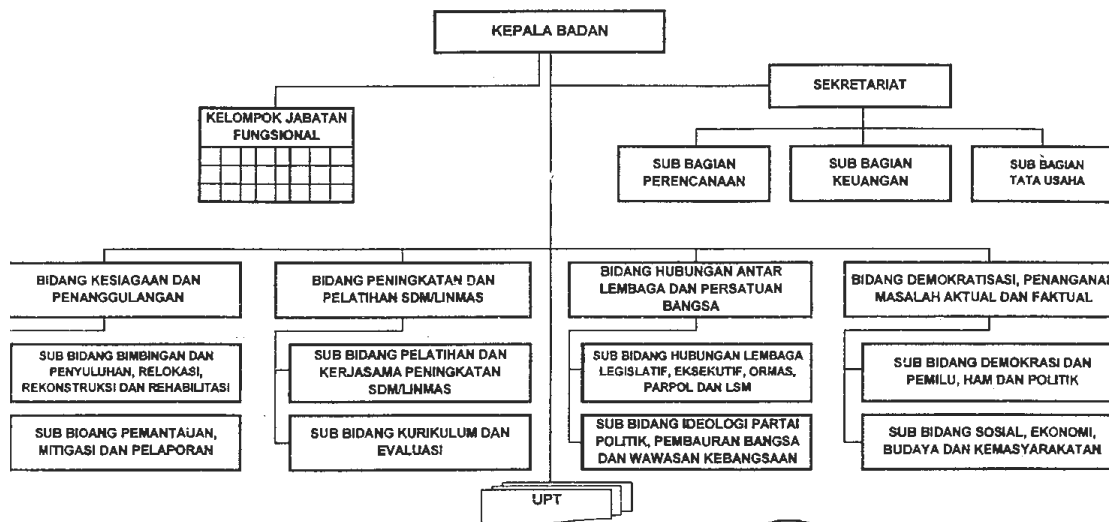 KEPALA BADAN
SEKRETARIAT
KELOMPOK JABATAN
FUNGSIONAL
SUB BAGIAN
PERENCANAAN
SUB BAGIAN
KEUANGAN
SUB BAGIAN
TATA USAHA
BIDANG KESIAGAAN DAN
PENANGGULANGAN
BIDANG PENINGKATAN DAN
PELATIHAN SDM/LINMAS
BIDANG HUBUNGAN ANTAR
LEMBAGA DAN PERSATUAN
BANGSA
BIDANG DEMOKRATISASI, PENANGANAN
MASALAH AKTUAL DAN FAKTUAL
SUB BIDANG BIMBINGAN DAN
PENYULUHAN, RELOKASI,
REKONSTRUKSI DAN REHABILITASI
SUB BIDANG PELATIHAN DAN
KERJASAMA PENINGKATAN
SDM/LINMAS
SUB BIDANG HUBUNGAN LEMBAGA
LEGISLATIF, EKSEKUTIF, ORMAS,
PARPOL DAN LSM
SUB BIDANG DEMOKRASI DAN
PEMILU, HAM DAN POLITIK
SUB BIDANG PEMANTAUAN,
MITIGASI DAN PELAPORAN
SUB BIDANG KURIKULUM DAN
EVALUASI
SUB BIDANG IDEOLOGI PARTAI
POLITIK, PEMBAURAN BANGSA
DAN WAWASAN KEBANGSAAN
SUB BIDANG SOSIAL, EKONOMI,
BUDAYA DAN KEMASYARAKATAN
UPT